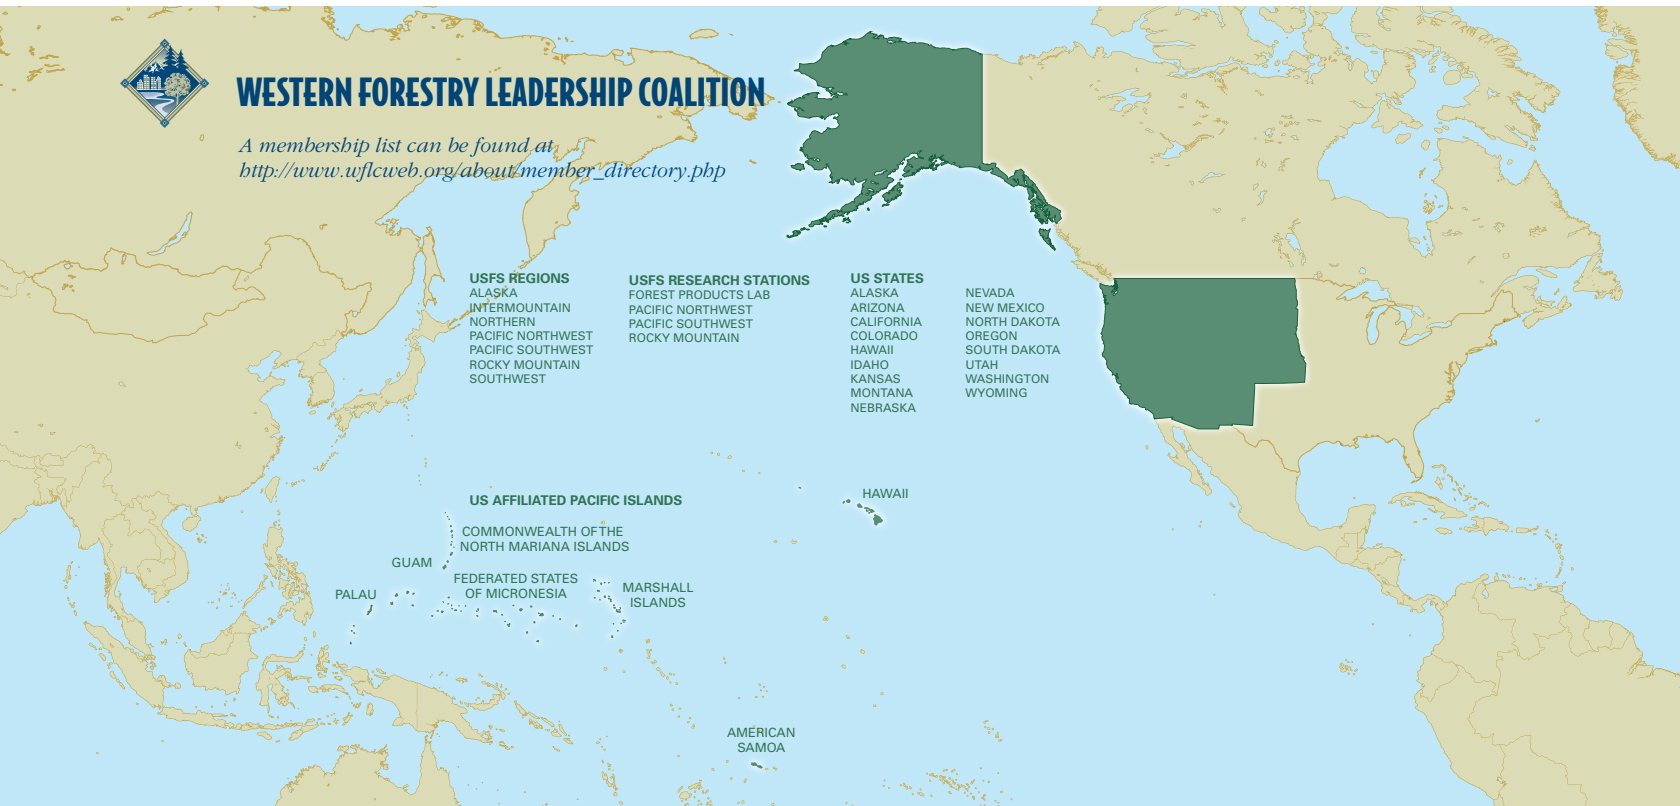 WESTERN FORESTRY LEADERSHIP COALITION
A membership list can be found at
http://www.wflcweb.org/about/member_directory.php
USFS REGIONS
ALASKA
INTERMOUNTAIN
NORTHERN
PACIFIC NORTHWEST
PACIFIC SOUTHWEST
ROCKY MOUNTAIN
SOUTHWEST
USFS RESEARCH STATIONS
FOREST PRODUCTS LAB
PACIFIC NORTHWEST
PACIFIC SOUTHWEST
ROCKY MOUNTAIN
US STATES
ALASKA
ARIZONA
CALIFORNIA
COLORADO
HAWAII
IDAHO
KANSAS
MONTANA
NEBRASKA
NEVADA
NEW MEXICO
NORTH DAKOTA
OREGON
SOUTH DAKOTA
UTAH
WASHINGTON
WYOMING
HAWAII
US AFFILIATED PACIFIC ISLANDS
COMMONWEALTH OF THE
NORTH MARIANA ISLANDS
GUAM
FEDERATED STATES
OF MICRONESIA
PALAU
MARSHALL
ISLANDS
AMERICAN
SAMOA